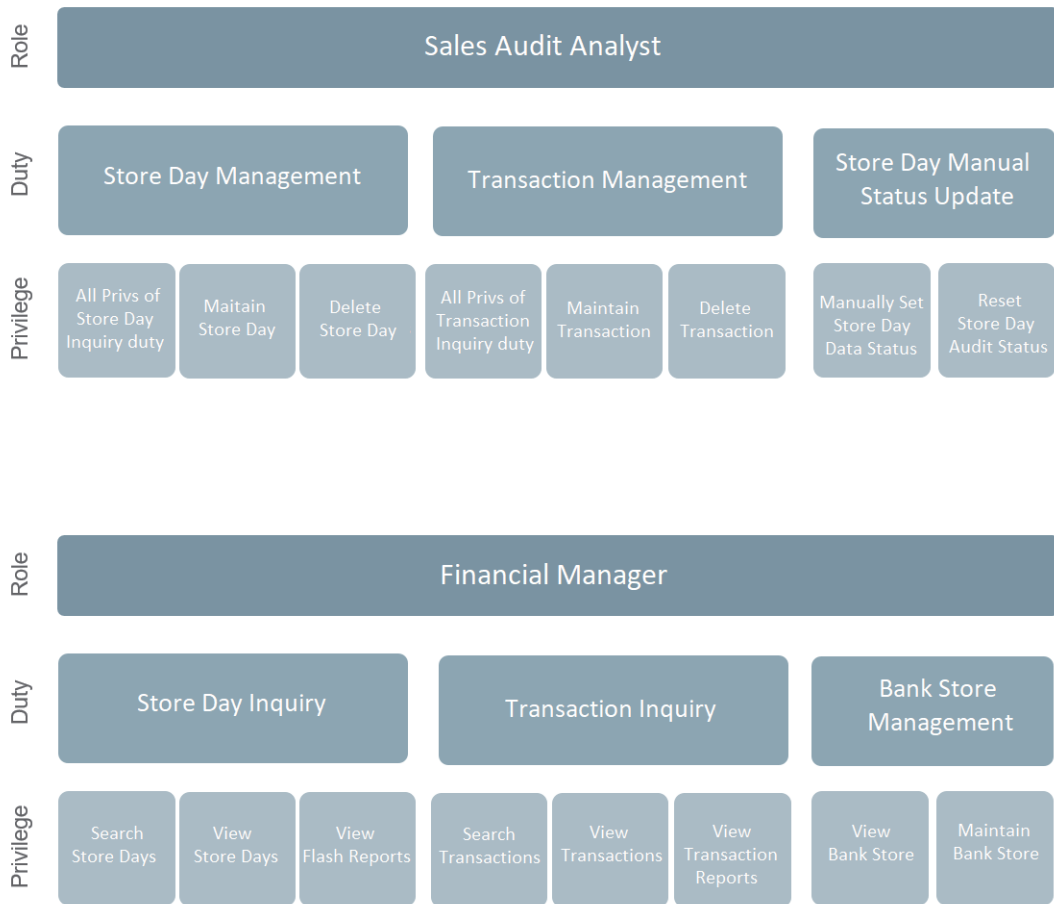 Role
Sales Audit Analyst
Duty
Store Day Management
Transaction Management
Store Day Manual
Status Update
Privilege
All Privs of
Store Day
Inquiry duty
Maitain
Store Day
Delete
Store Day
All Privs of
Transaction
Inquiry duty
Maintain
Transaction
Delete
Transaction
Manually Set
Store Day
Data Status
Reset
Store Day
Audit Status
Role
Financial Manager
Duty
Store Day Inquiry
Transaction Inquiry
Bank Store
Management
Privilege
Search
Store Days
View
Store Days
View
Flash Reports
Search
Transactions
View
Transactions
View
Transaction
Reports
View
Bank Store
Maintain
Bank Store